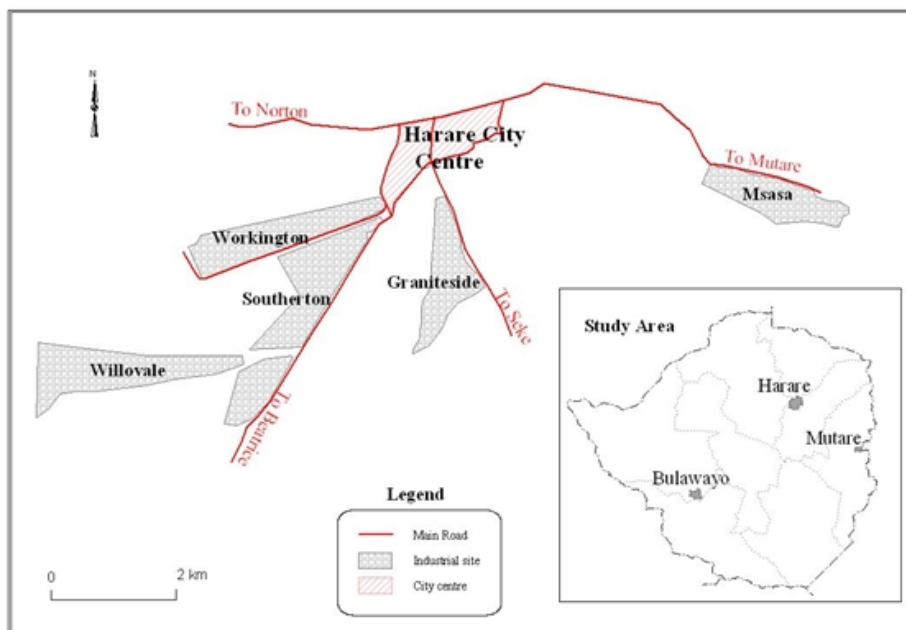 N
To Norton
Harare City
Centre
To Mutare
Msasa
Workington
Graniteside
Southerton
To Seke
Willovale
To Beatrice
Study Area
Harare
Mutare
Bulawayo
Legend
Main Road
Industrial site
City centre
0
2 km